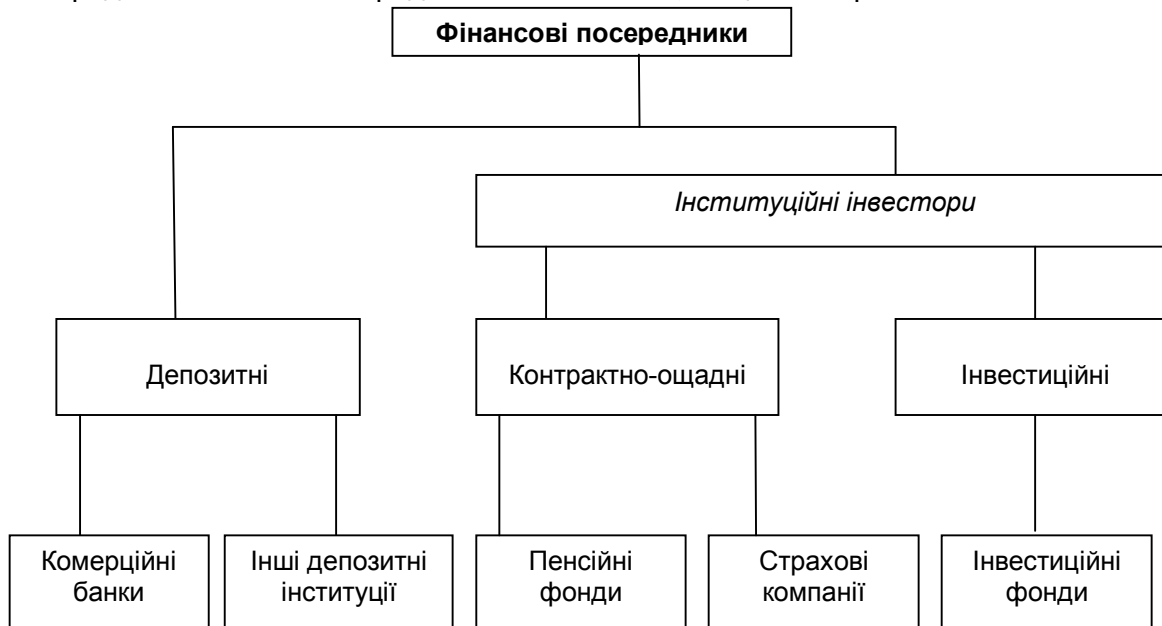 Фінансові посередники
Інституційні інвестори
Депозитні
Контрактно-ощадні
Інвестиційні
Комерційні
банки
Інші депозитні
інституції
Пенсійні
фонди
Страхові
компанії
Інвестиційні
фонди